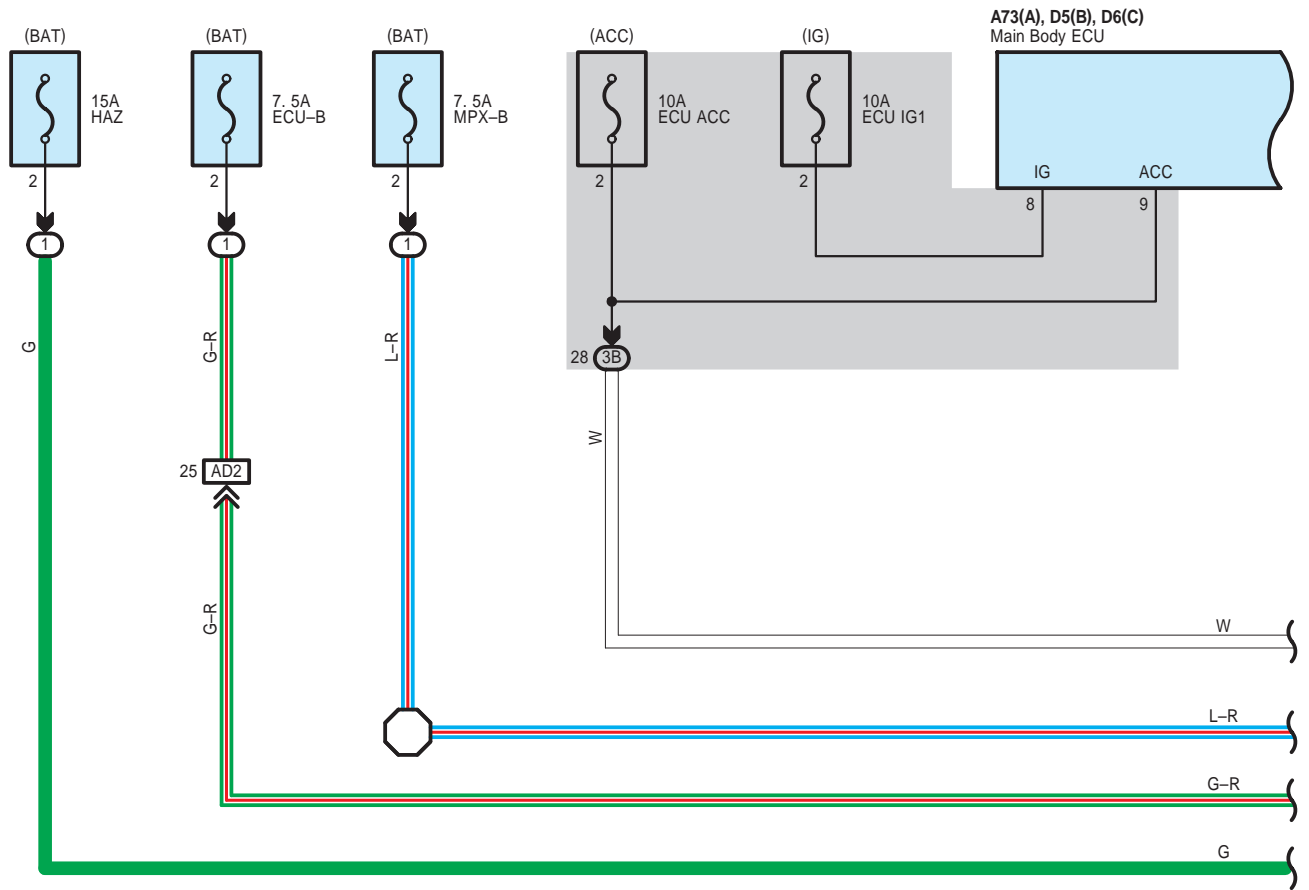 A73(A), D5(B), D6(C)
Main Body ECU
(BAT)
(BAT)
(BAT)
(ACC)
(IG)
15A
HAZ
7. 5A
ECU–B
7. 5A
MPX–B
10A
ECU ACC
10A
ECU IG1
IG
ACC
2
2
2
2
2
8
9
1
1
1
G
G–R
L–R
28
3B
W
25
AD2
G–R
W
L–R
G–R
G